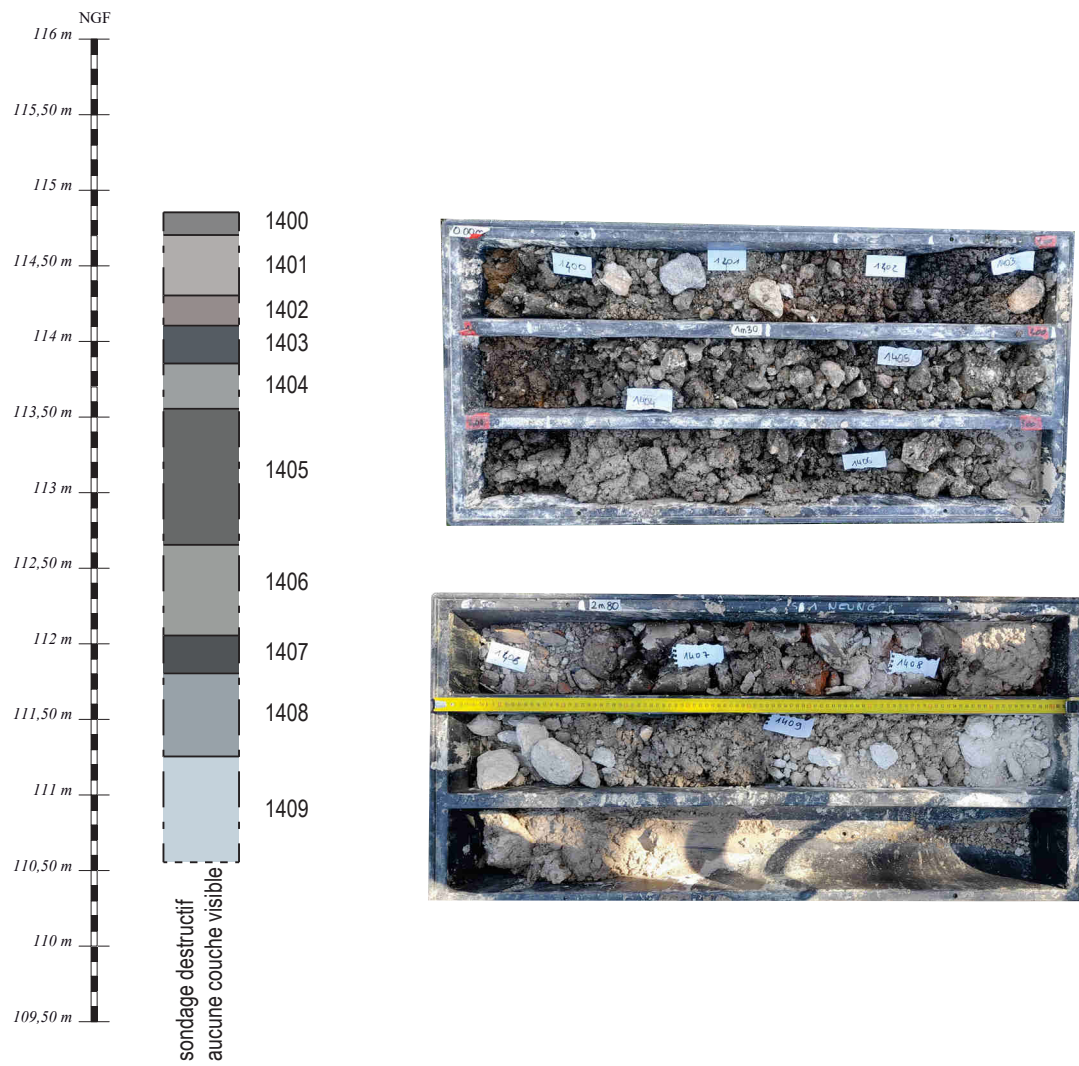 NGF
116 m
115,50 m
115 m
114,50 m
114 m
113,50 m
113 m
112,50 m
112 m
111,50 m
111 m
110,50 m
110 m
109,50 m
1400
1401
1402
1403
1404
1405
1406
1407
1408
1409
sondage destructif
aucune couche visible
1400
1401
1402
1403
1m30
1405
1404
1406
2m80
NEUNG
1406
1407
1408
1409